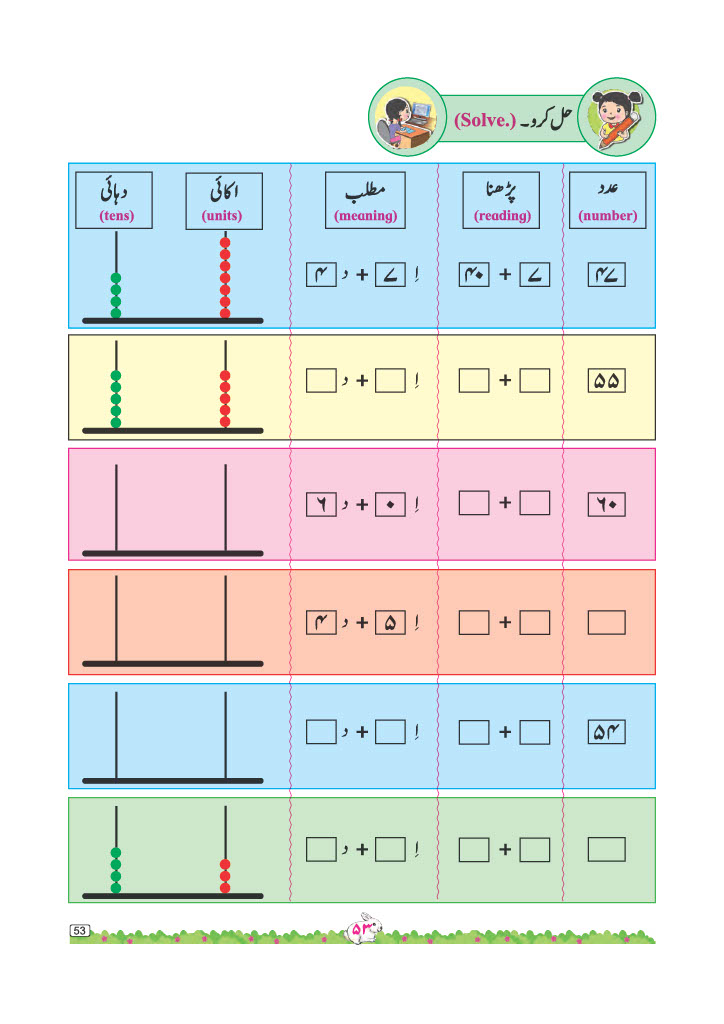 حل کرو۔ (Solve.)
عدد پڑھنا مطلب اکائی دہائی
(number) (reading) (meaning) (units) (tens)
۴۷ ۷ + ۴۰ اِ ۷ + د ۴
۵۵ + اِ + د
۶۰ + اِ ۰ + د ۶
+ اِ ۵ + د ۴
۵۴ + اِ + د
+ اِ + د
۵۳
53